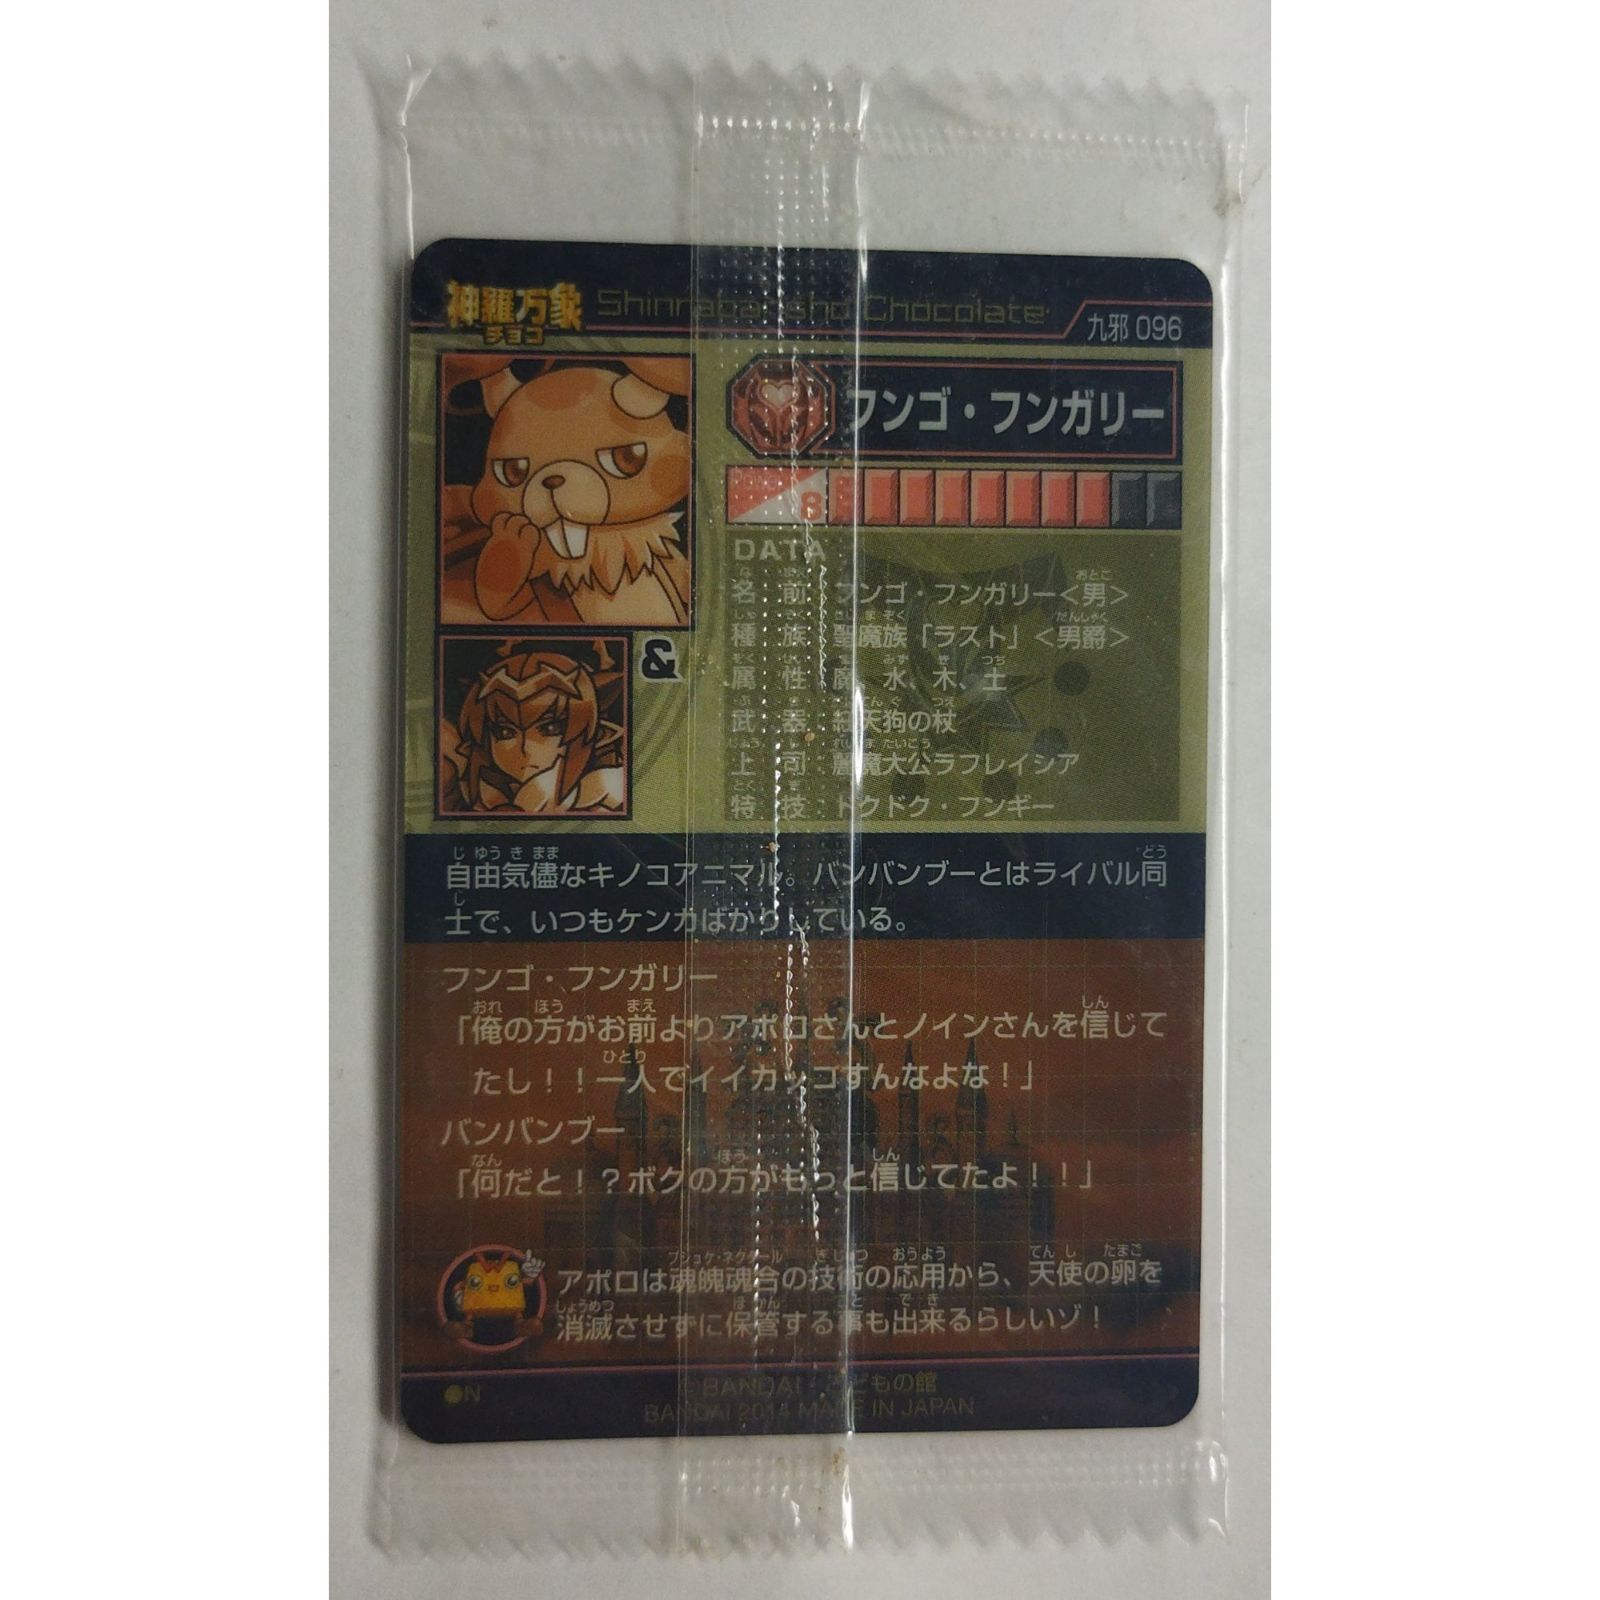 神羅万象
チョコ
Shinrabansho Chocolate
九邪 096
フンゴ・フンガリー
8
&
DATA
名前 フンゴ・フンガリー<男>
種族 聖魔族「ラスト」<男爵>
属性 魔、水、木、土
武器 紅天狗の杖
上司 麗魔大公ラフレイシア
特技 ドクドク・フンギー
自由気儘なキノコアニマル。バンバンブーとはライバル同
士で、いつもケンカばかりしている。
フンゴ・フンガリー
「俺の方がお前よりアポロさんとノインさんを信じて
たし！！一人でイイカッコすんなよな！」
バンバンブー
「何だと！？ボクの方がもっと信じてたよ！！」
アポロは魂魄魂合の技術の応用から、天使の卵を
消滅させずに保管する事も出来るらしいゾ！
●N
©BANDAI・こどもの館
BANDAI 2014 MADE IN JAPAN